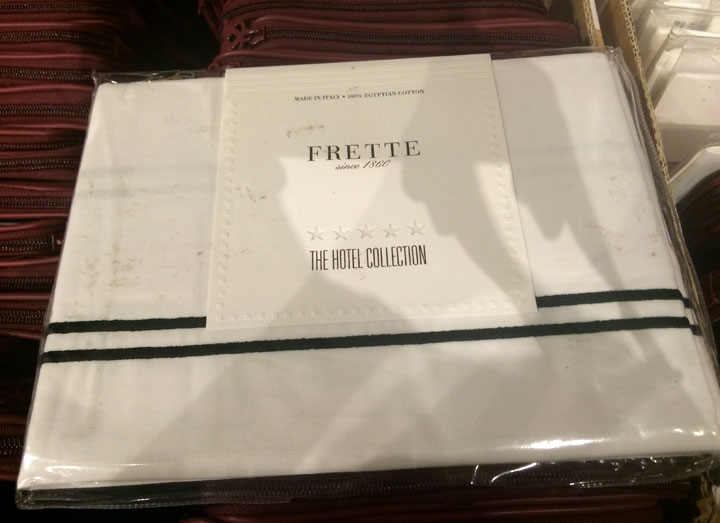 MADE IN ITALY • 100% EGYPTIAN COTTON
FRETTE
since 1860
THE HOTEL COLLECTION